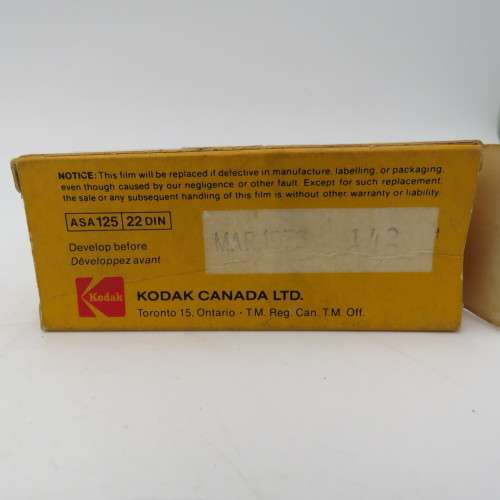 NOTICE: This film will be replaced if defective in manufacture, labelling, or packaging,
even though caused by our negligence or other fault. Except for such replacement,
the sale or any subsequent handling of this film is without other warranty or liability.
ASA 125 22 DIN
Develop before
Développez avant
MAR 1973 143
Kodak
KODAK CANADA LTD.
Toronto 15, Ontario - T.M. Reg. Can. T.M. Off.